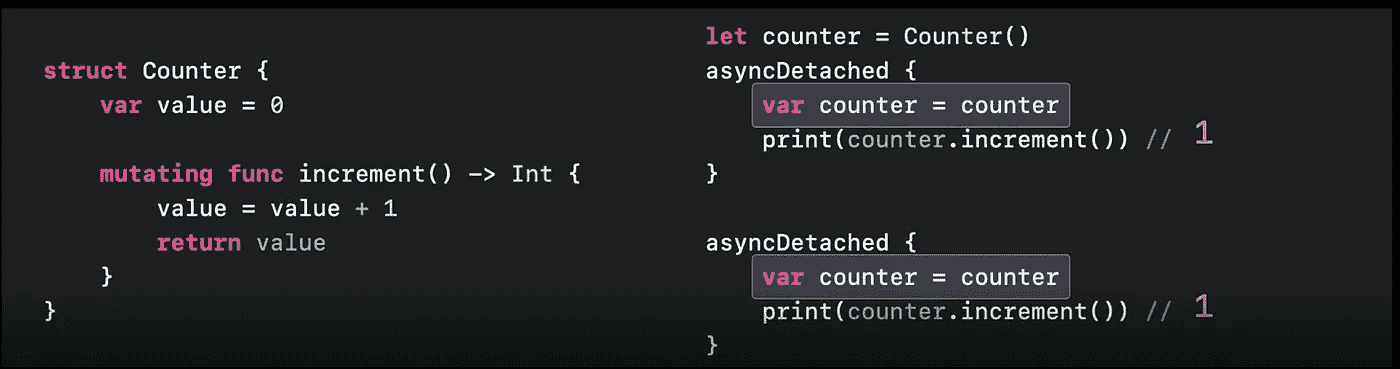 struct Counter {
    var value = 0
    mutating func increment() -> Int {
        value = value + 1
        return value
    }
}
let counter = Counter()
asyncDetached {
    var counter = counter
    print(counter.increment()) // 1
}
asyncDetached {
    var counter = counter
    print(counter.increment()) // 1
}